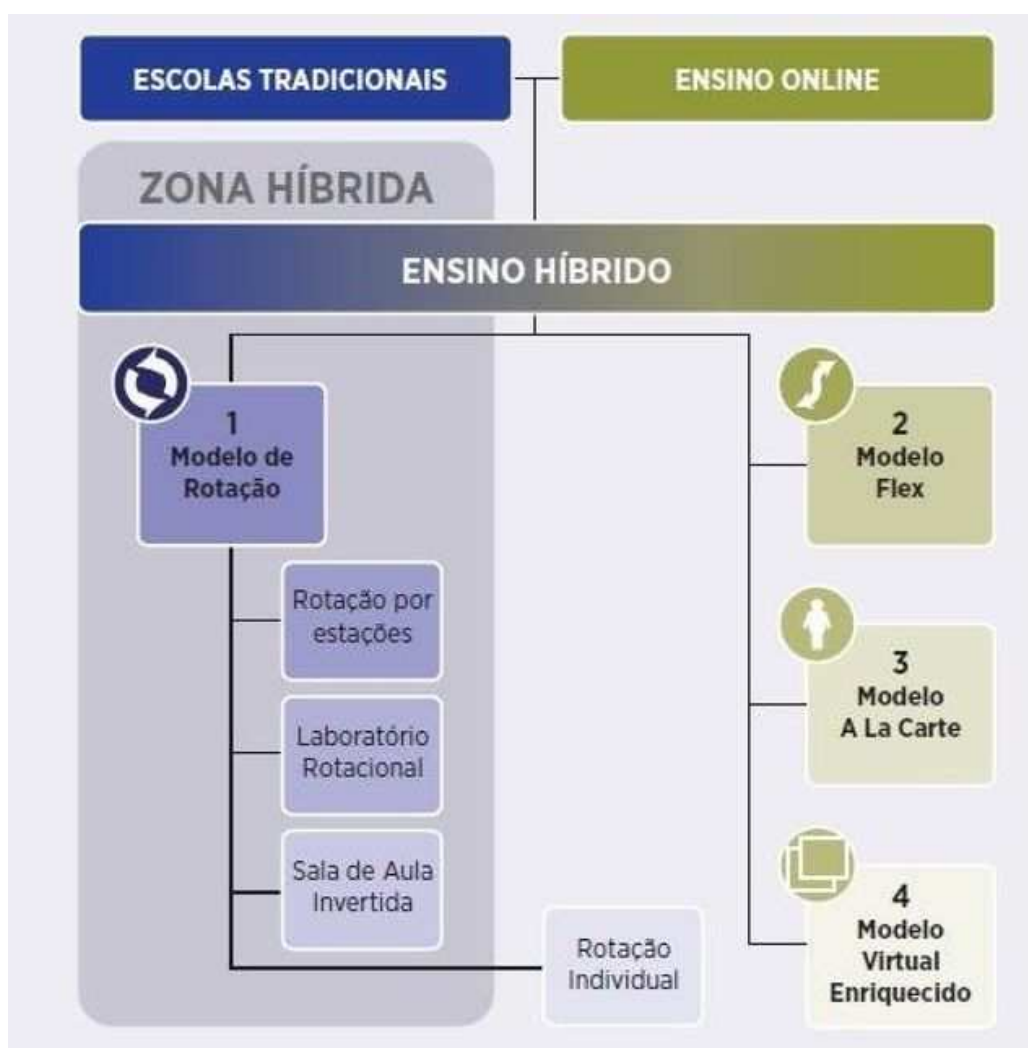 ESCOLAS TRADICIONAIS
ENSINO ONLINE
ZONA HÍBRIDA
ENSINO HÍBRIDO
1
Modelo de
Rotação
Rotação por
estações
Laboratório
Rotacional
Sala de Aula
Invertida
Rotação
Individual
2
Modelo
Flex
3
Modelo
A La Carte
4
Modelo
Virtual
Enriquecido